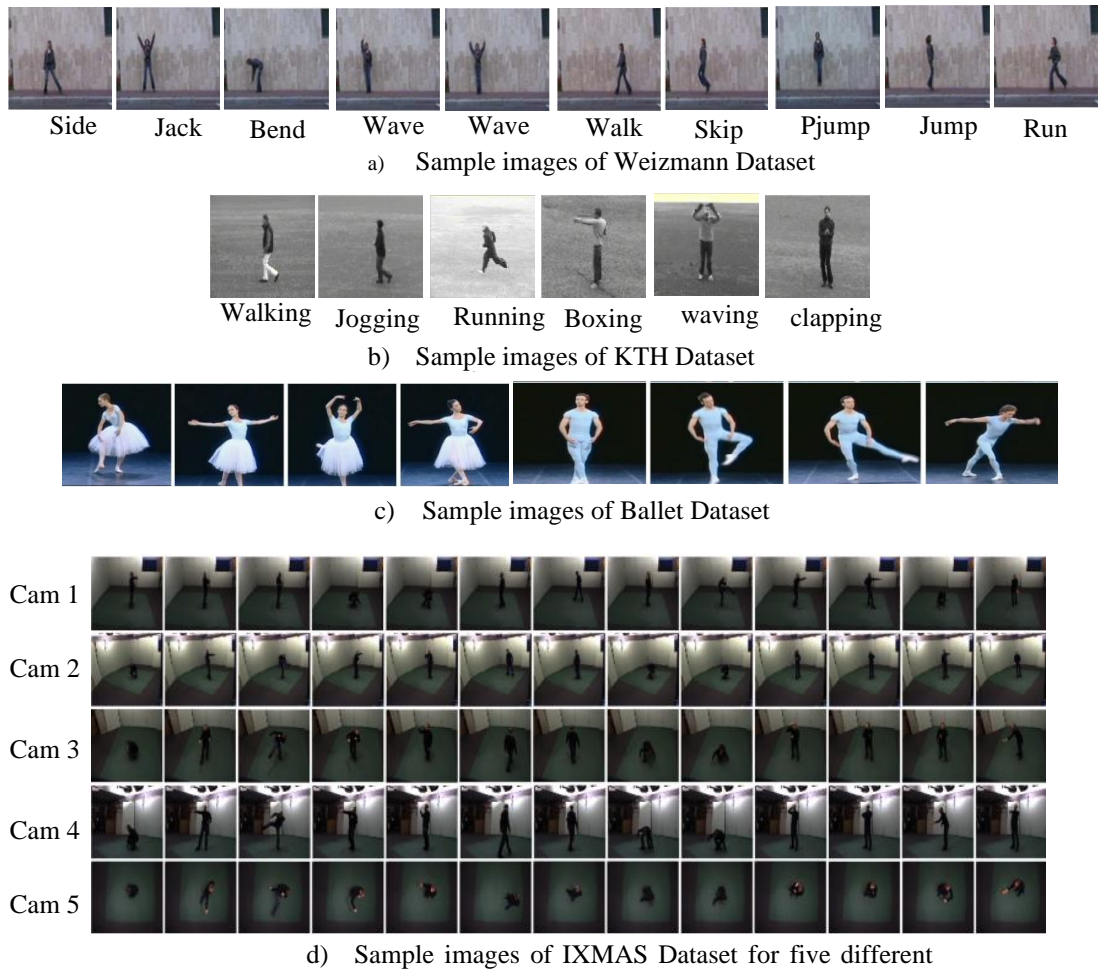 Side Jack Bend Wave Wave Walk Skip Pjump Jump Run
a) Sample images of Weizmann Dataset
Walking Jogging Running Boxing waving clapping
b) Sample images of KTH Dataset
c) Sample images of Ballet Dataset
Cam 1
Cam 2
Cam 3
Cam 4
Cam 5
d) Sample images of IXMAS Dataset for five different